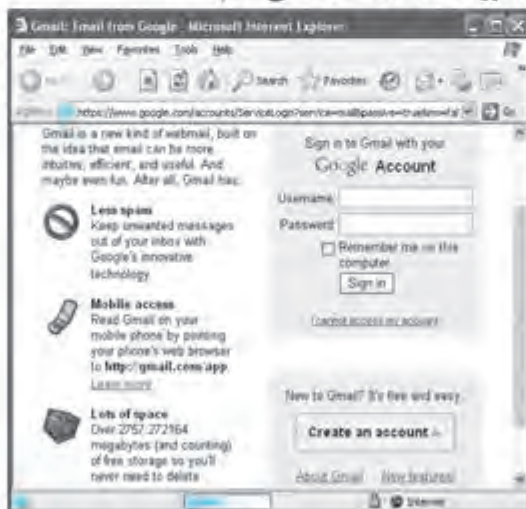 Gmail: Email from Google - Microsoft Internet Explorer
File Edit View Favorites Tools Help
Search Favorites
https://www.google.com/accounts/ServiceLogin?service=mail&passive=true&rm=fal Go
Gmail is a new kind of webmail, built on
the idea that email can be more
intuitive, efficient, and useful. And
maybe even fun. After all, Gmail has:
Less spam
Keep unwanted messages
out of your inbox with
Google's innovative
technology
Mobile access
Read Gmail on your
mobile phone by pointing
your phone's web browser
to http://gmail.com/app.
Learn more
Lots of space
Over 2757.272164
megabytes (and counting)
of free storage so you'll
never need to delete
Sign in to Gmail with your
Google Account
Username:
Password:
Remember me on this
computer.
Sign in
I cannot access my account
New to Gmail? It's free and easy.
Create an account »
About Gmail New features!
Internet